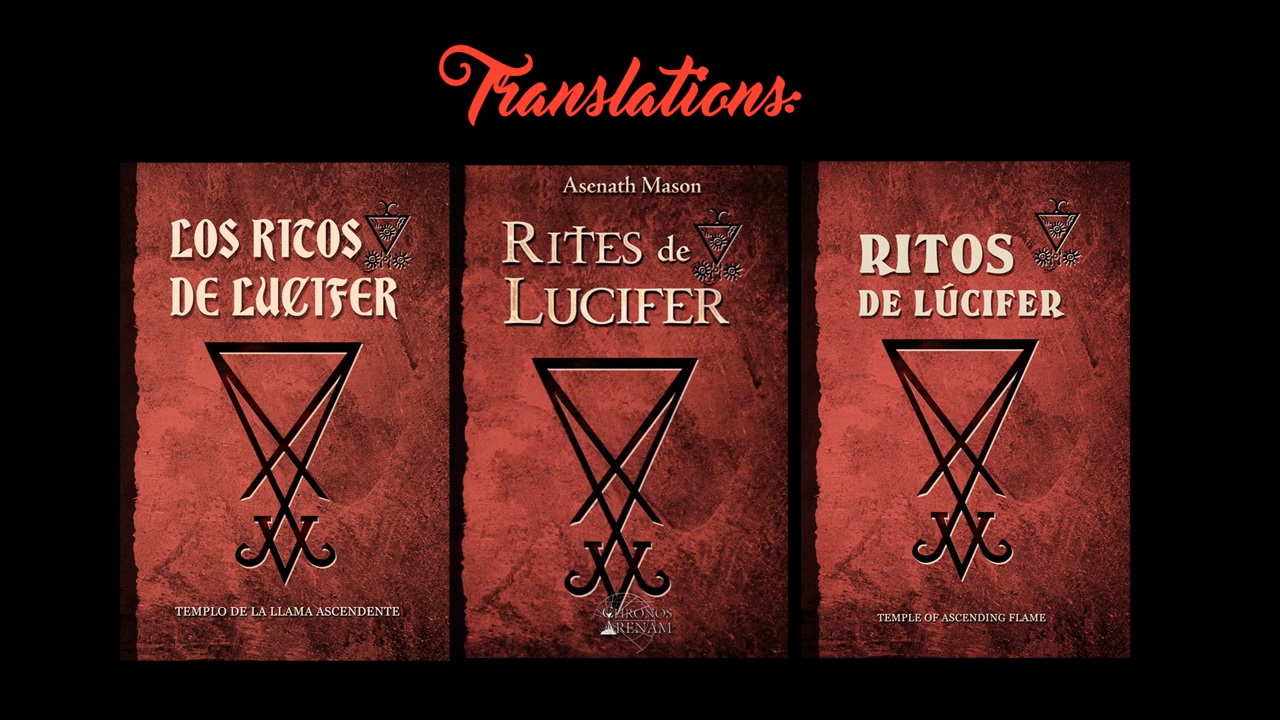 Translations:
LOS RITOS
DE LUCIFER
TEMPLO DE LA LLAMA ASCENDENTE
Asenath Mason
RITES de
LUCIFER
CHRONOS
ARENAM
RITOS
DE LÚCIFER
TEMPLE OF ASCENDING FLAME